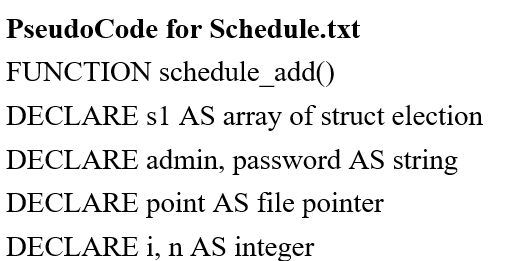 PseudoCode for Schedule.txt
FUNCTION schedule_add()
DECLARE s1 AS array of struct election
DECLARE admin, password AS string
DECLARE point AS file pointer
DECLARE i, n AS integer